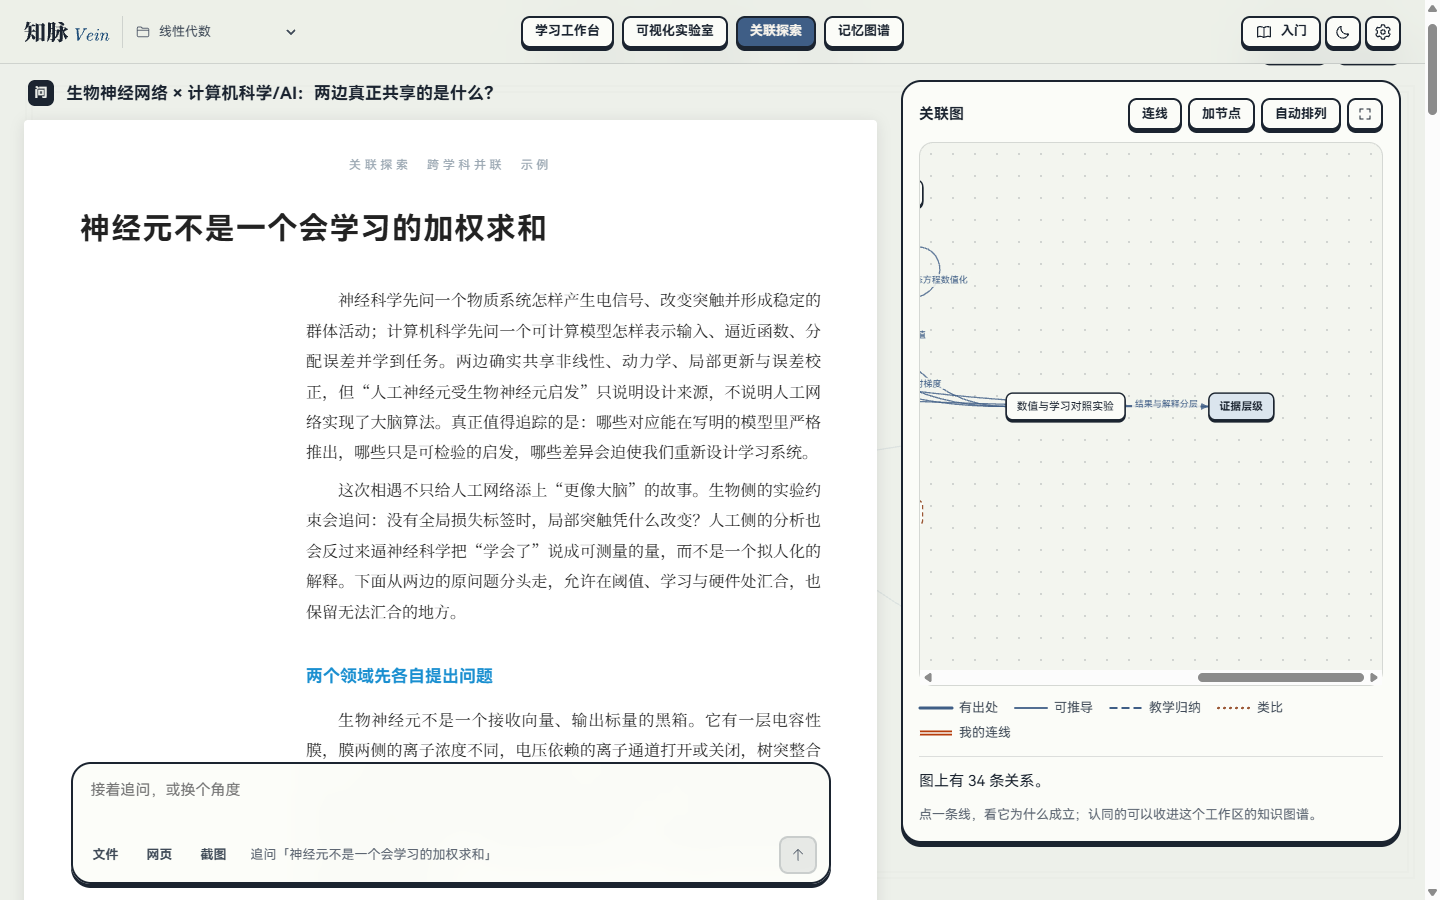 知脉 Vein
线性代数
学习工作台
可视化实验室
关联探索
记忆图谱
入门
问 生物神经网络 × 计算机科学/AI：两边真正共享的是什么？
关联探索 跨学科并联 示例
神经元不是一个会学习的加权求和
神经科学先问一个物质系统怎样产生电信号、改变突触并形成稳定的
群体活动；计算机科学先问一个可计算模型怎样表示输入、逼近函数、分
配误差并学到任务。两边确实共享非线性、动力学、局部更新与误差校
正，但“人工神经元受生物神经元启发”只说明设计来源，不说明人工网
络实现了大脑算法。真正值得追踪的是：哪些对应能在写明的模型里严格
推出，哪些只是可检验的启发，哪些差异会迫使我们重新设计学习系统。
这次相遇不只给人工网络添上“更像大脑”的故事。生物侧的实验约
束会追问：没有全局损失标签时，局部突触凭什么改变？人工侧的分析也
会反过来逼神经科学把“学会了”说成可测量的量，而不是一个拟人化的
解释。下面从两边的原问题分头走，允许在阈值、学习与硬件处汇合，也
保留无法汇合的地方。
两个领域先各自提出问题
生物神经元不是一个接收向量、输出标量的黑箱。它有一层电容性
膜，膜两侧的离子浓度不同，电压依赖的离子通道打开或关闭，树突整合
接着追问，或换个角度
文件
网页
截图
追问「神经元不是一个会学习的加权求和」
关联图
连线
加节点
自动排列
方程数值化
值
梯度
数值与学习对照实验
结果与解释分层
证据层级
有出处
可推导
教学归纳
类比
我的连线
图上有 34 条关系。
点一条线，看它为什么成立；认同的可以收进这个工作区的知识图谱。